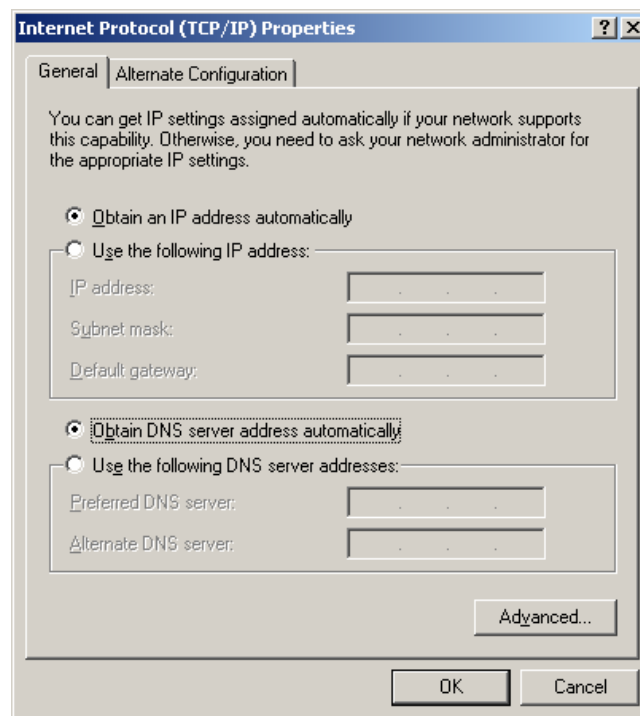 Internet Protocol (TCP/IP) Properties
General
Alternate Configuration
You can get IP settings assigned automatically if your network supports
this capability. Otherwise, you need to ask your network administrator for
the appropriate IP settings.
Obtain an IP address automatically
Use the following IP address:
IP address:
Subnet mask:
Default gateway:
Obtain DNS server address automatically
Use the following DNS server addresses:
Preferred DNS server:
Alternate DNS server:
Advanced...
OK
Cancel